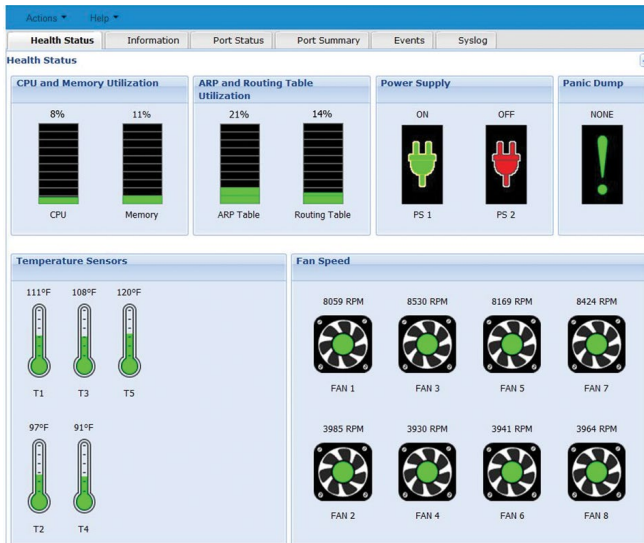 Actions Help
Health Status Information Port Status Port Summary Events Syslog
Health Status
CPU and Memory Utilization
8% 11%
CPU Memory
ARP and Routing Table
Utilization
21% 14%
ARP Table Routing Table
Power Supply
ON OFF
PS 1 PS 2
Panic Dump
NONE
Temperature Sensors
111°F 108°F 120°F
T1 T3 T5
97°F 91°F
T2 T4
Fan Speed
8059 RPM 8530 RPM 8169 RPM 8424 RPM
FAN 1 FAN 3 FAN 5 FAN 7
3985 RPM 3930 RPM 3941 RPM 3964 RPM
FAN 2 FAN 4 FAN 6 FAN 8